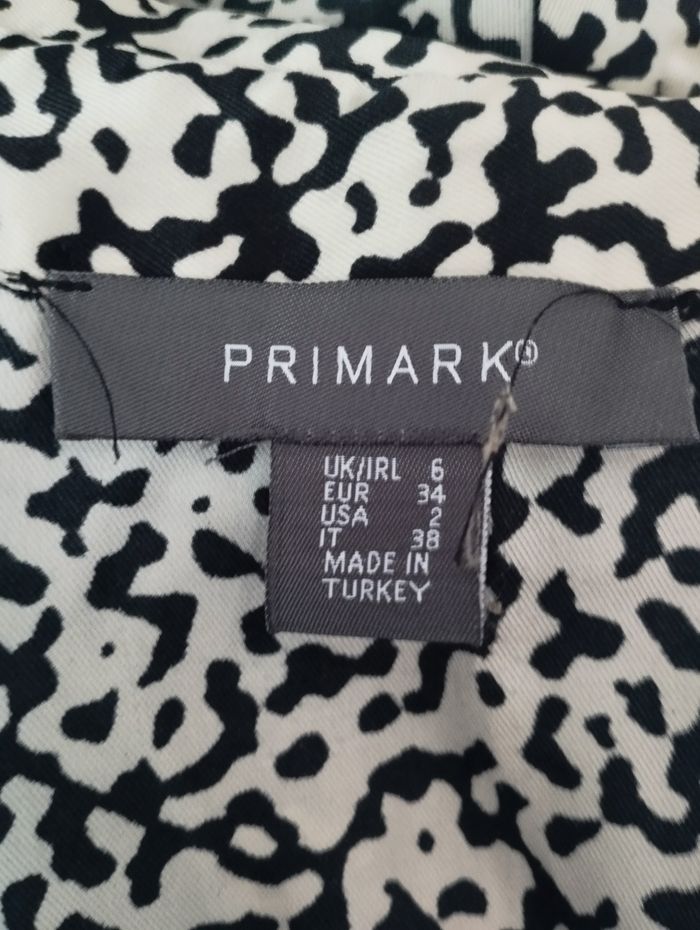 PRIMARK®
UK/IRL 6
EUR 34
USA 2
IT 38
MADE IN
TURKEY